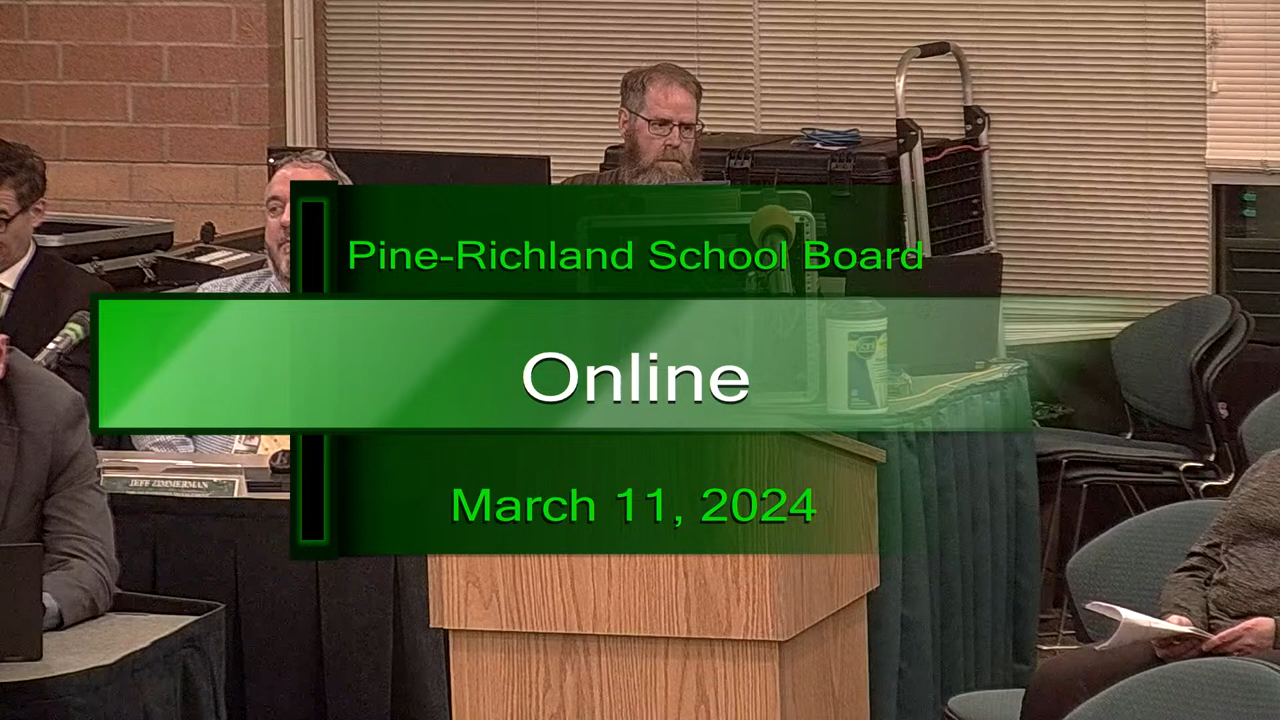 Pine-Richland School Board
Online
March 11, 2024
JEFF ZIMMERMAN